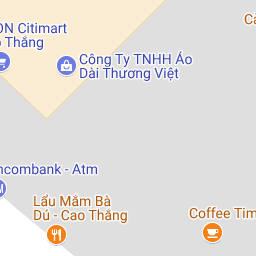 ON Citimart
Thắng
Công Ty TNHH Áo
Dài Thương Việt
Lẩu Mắm Bà
Dú - Cao Thắng
ncombank - Atm
Coffee Tim